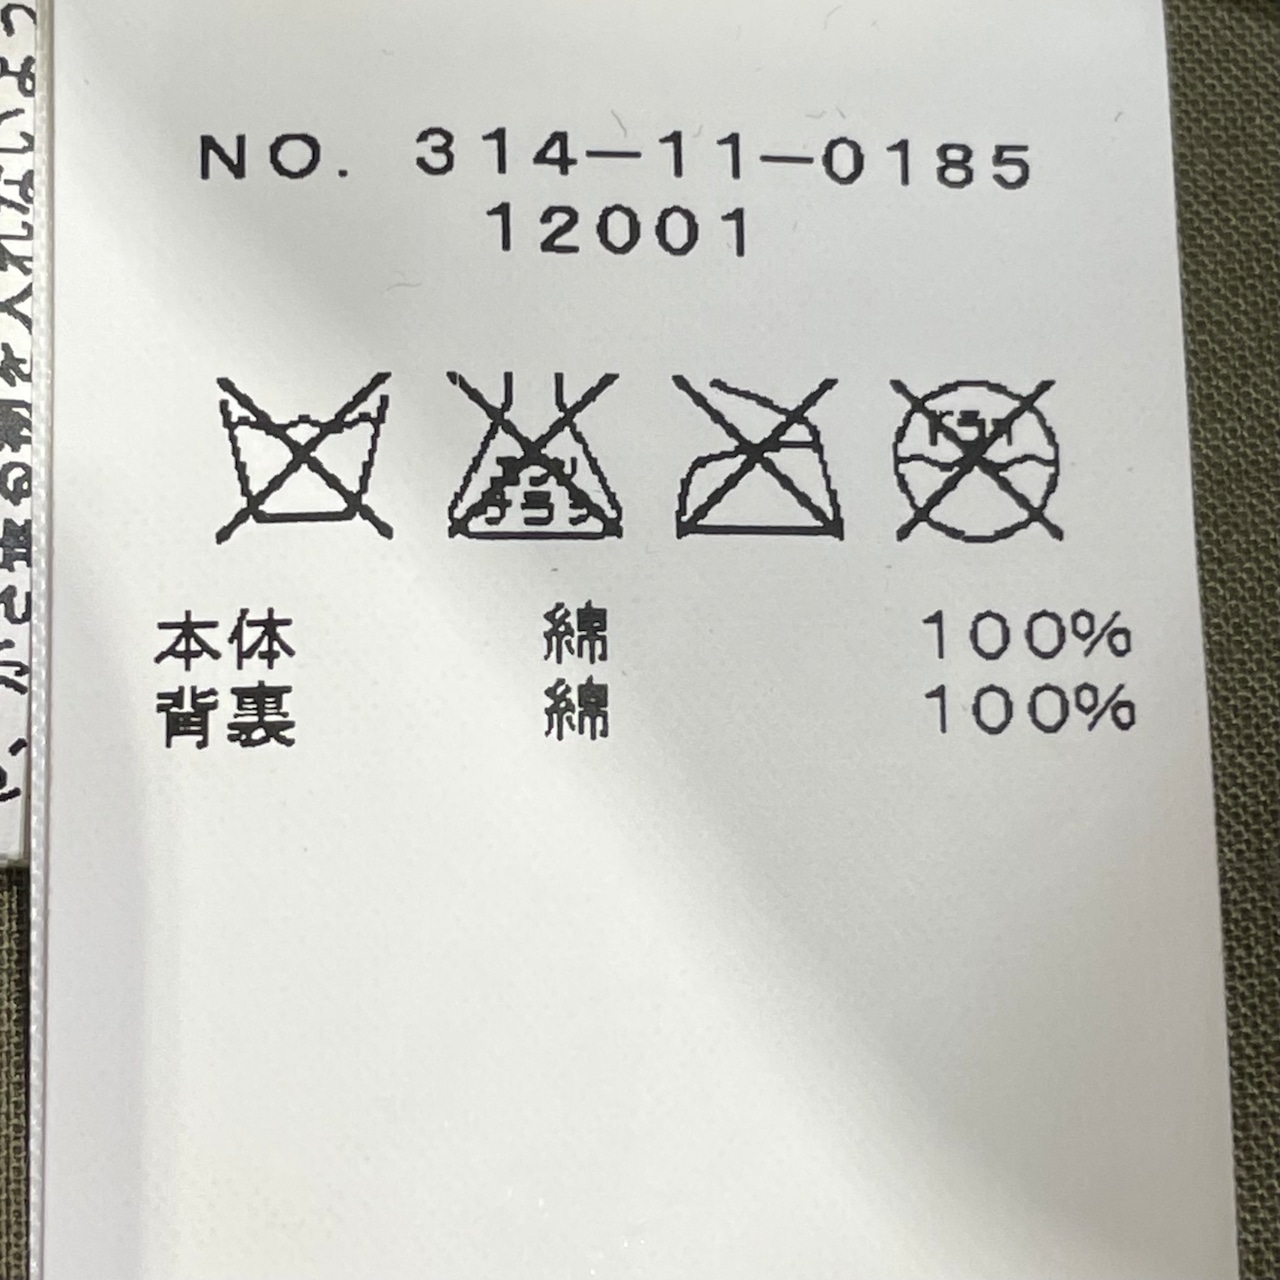 NO. 314-11-0185
12001
エンソ
サラシ
ドライ
本体 綿 100%
背裏 綿 100%